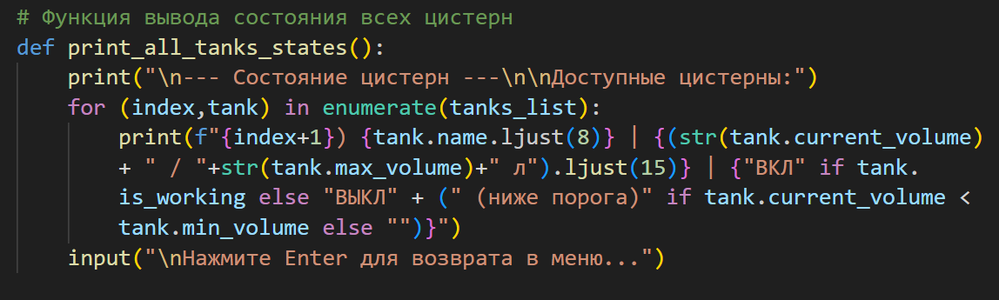 # Функция вывода состояния всех цистерн
def print_all_tanks_states():
    print("\n--- Состояние цистерн ---\n\nДоступные цистерны:")
    for (index,tank) in enumerate(tanks_list):
        print(f"{index+1}) {tank.name.ljust(8)} | {(str(tank.current_volume)
        + " / "+str(tank.max_volume)+" л").ljust(15)} | {"ВКЛ" if tank.
        is_working else "ВЫКЛ" + (" (ниже порога)" if tank.current_volume <
        tank.min_volume else "")}")
    input("\nНажмите Enter для возврата в меню...")